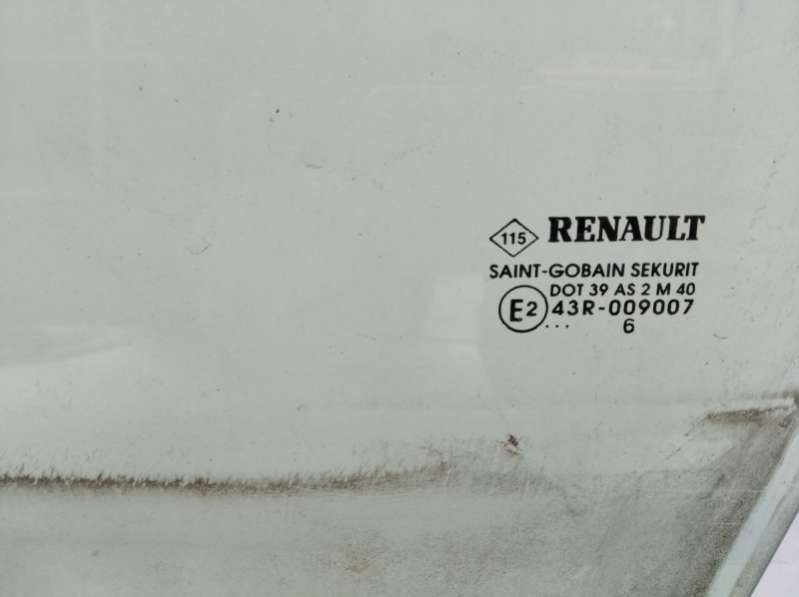 115 RENAULT
SAINT-GOBAIN SEKURIT
DOT 39 AS 2 M 40
E2 43R-009007
... 6